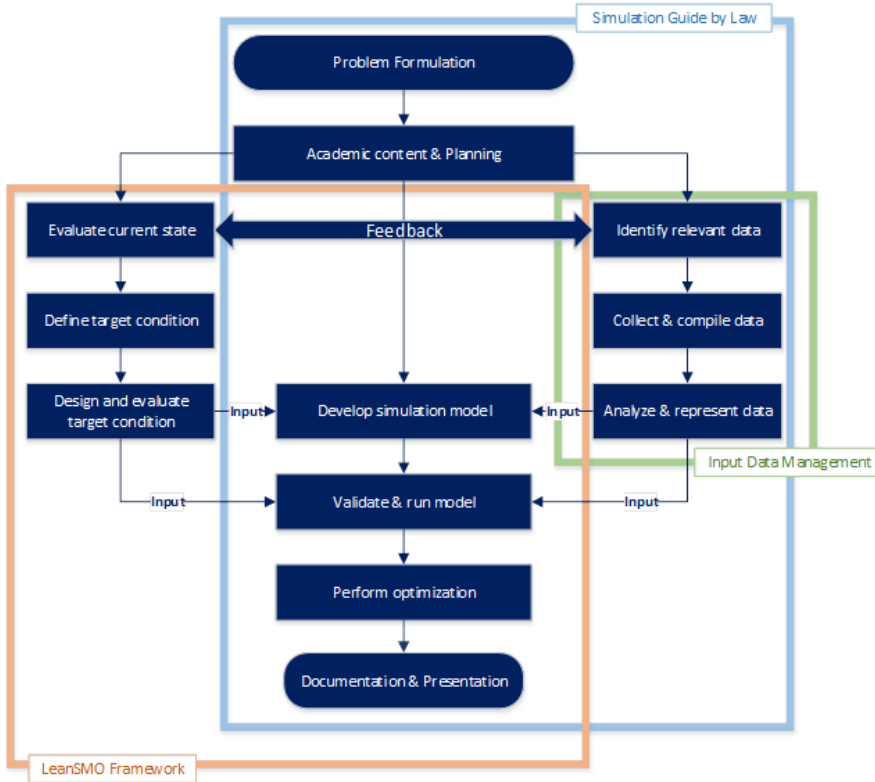 Simulation Guide by Law
Problem Formulation
Academic content & Planning
Evaluate current state
Feedback
Identify relevant data
Define target condition
Collect & compile data
Design and evaluate
target condition
Input
Develop simulation model
Input
Analyze & represent data
Input Data Management
Input
Validate & run model
Input
Perform optimization
Documentation & Presentation
LeanSMO Framework